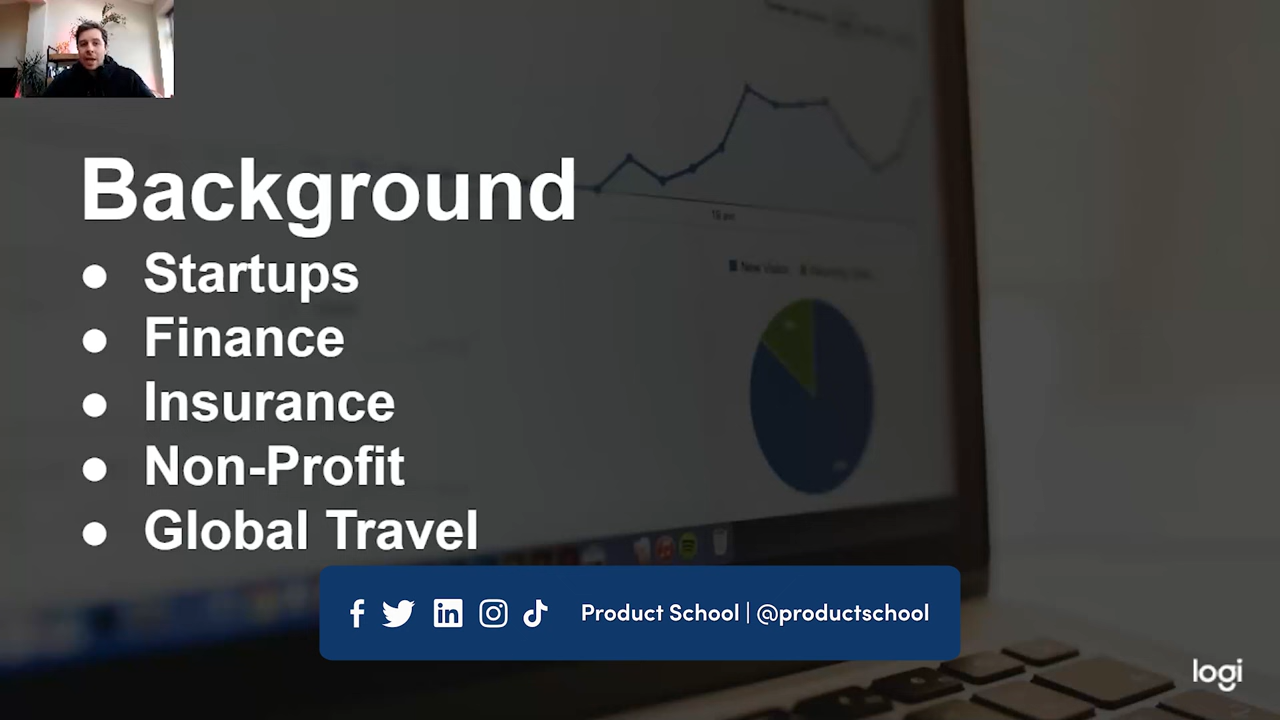 Background
● Startups
● Finance
● Insurance
● Non-Profit
● Global Travel
Product School | @productschool
logi